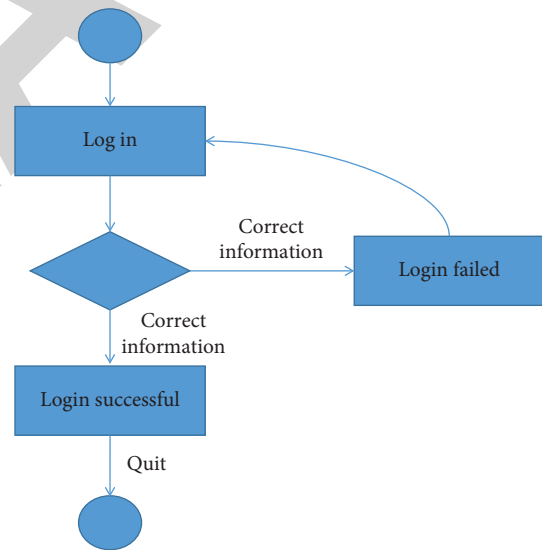 Log in
Correct
information
Login failed
Correct
information
Login successful
Quit